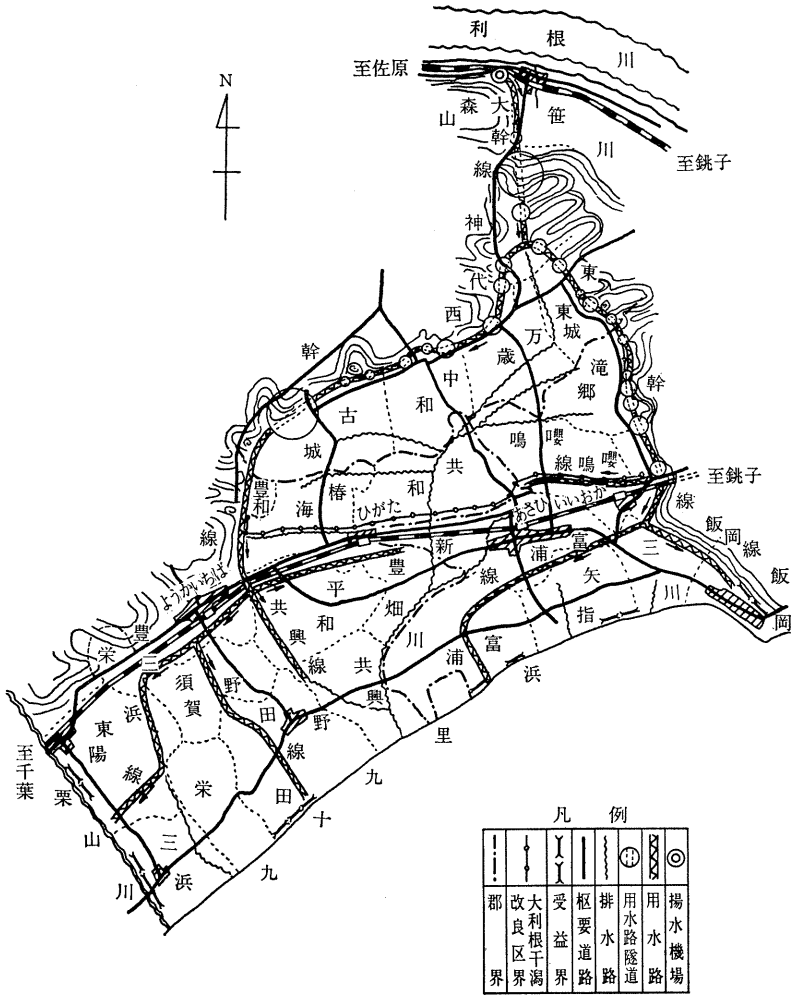 利根川
至佐原
N
森山
大幹線
笹川
至銚子
神代
西幹線
東幹線
東城
万歳
中和
滝郷
古城
嚶鳴
嚶鳴線
共和
椿海
豊和
至銚子
ひがた
あさひ
いいおか
飯岡線
飯岡
三川
富浦
矢指
新川
豊畑
平和
共興
共興線
富浦線
ようかいちば
豊栄
三浜線
須賀
野田
野田線
東陽
至千葉
栗山川
栄
三浜
九十九里浜
凡例
郡界
大利根干潟改良区界
受益界
枢要道路
排水路
用水路隧道
用水路
揚水機場